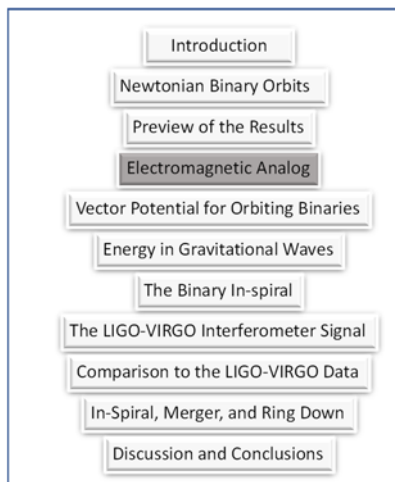 Introduction
Newtonian Binary Orbits
Preview of the Results
Electromagnetic Analog
Vector Potential for Orbiting Binaries
Energy in Gravitational Waves
The Binary In-spiral
The LIGO-VIRGO Interferometer Signal
Comparison to the LIGO-VIRGO Data
In-Spiral, Merger, and Ring Down
Discussion and Conclusions